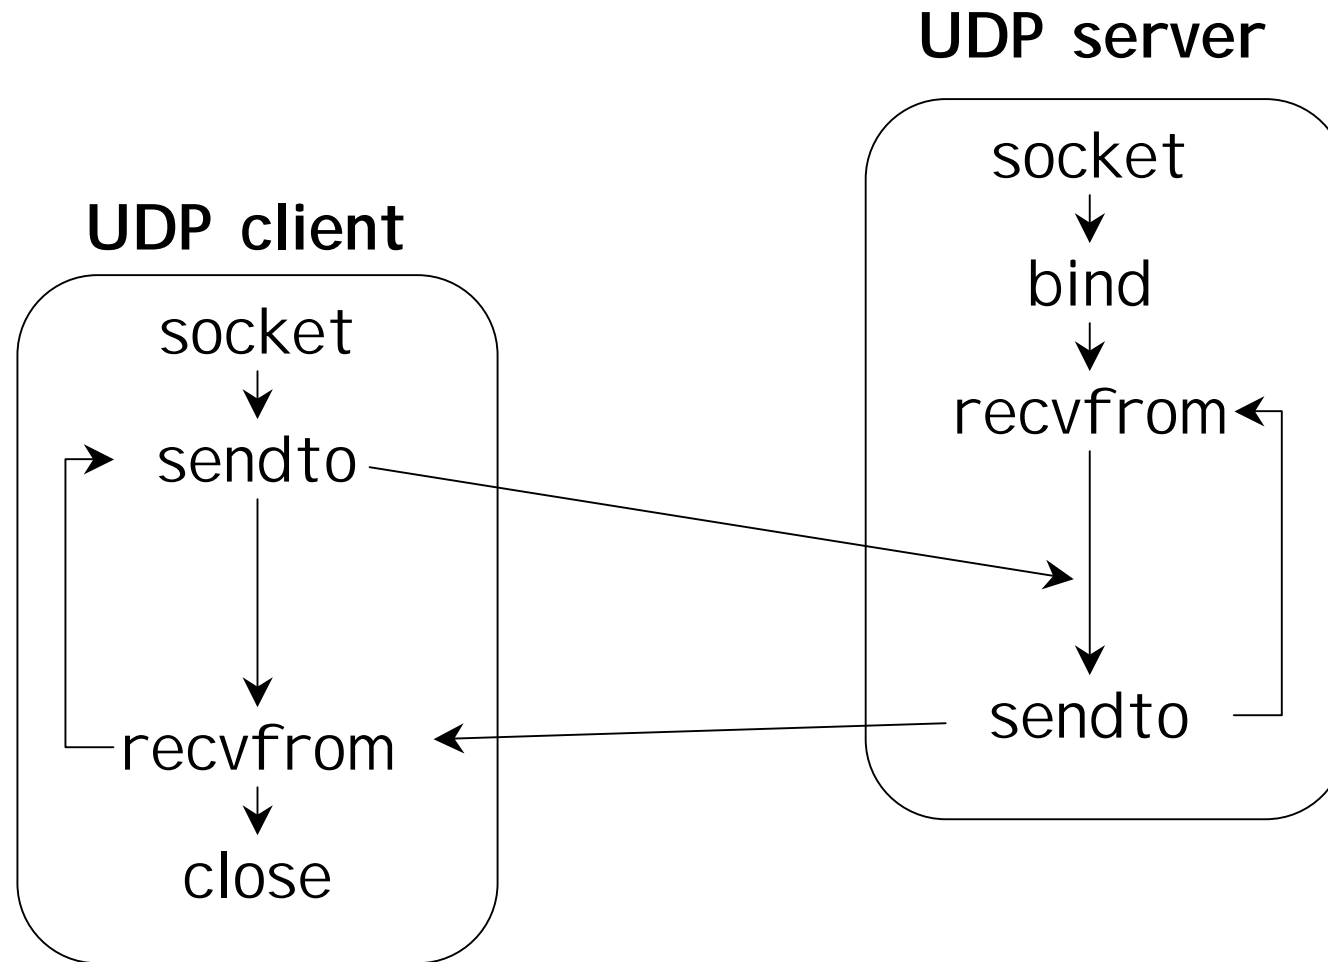 UDP server
socket
bind
recvfrom
sendto
UDP client
socket
sendto
recvfrom
close